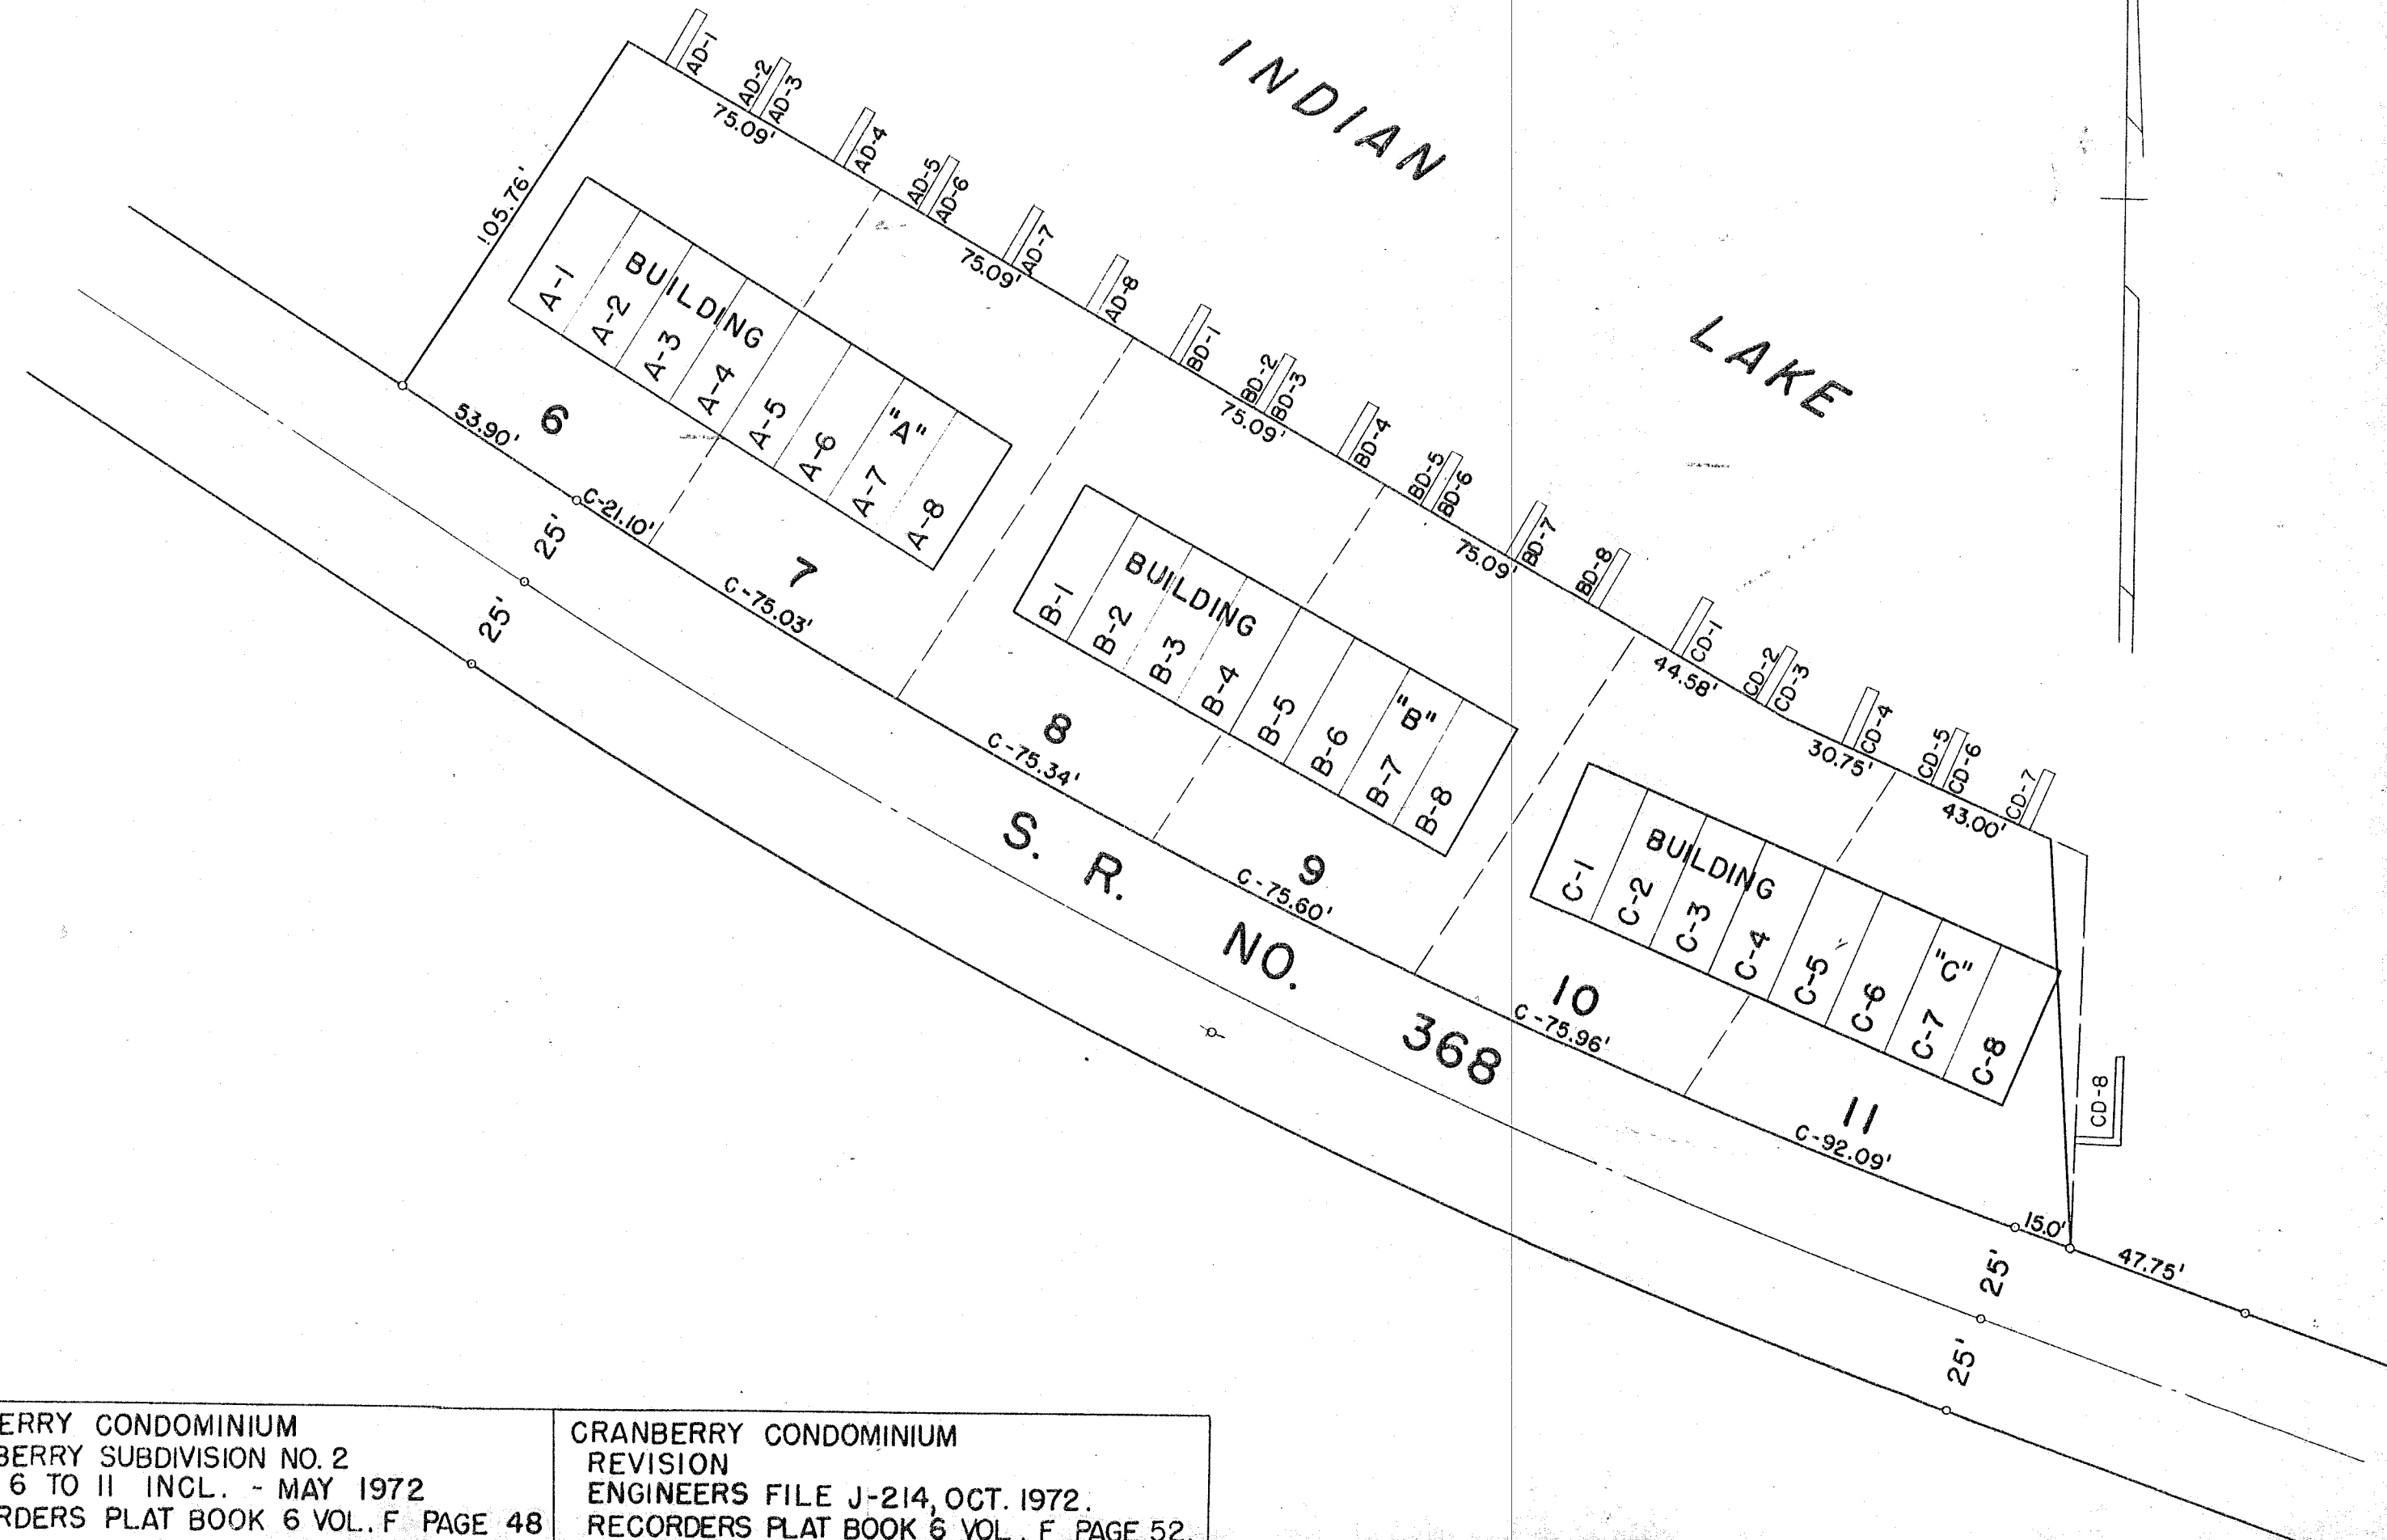 INDIAN
LAKE
AD-1
AD-2
AD-3
AD-4
AD-5
AD-6
AD-7
AD-8
BD-1
BD-2
BD-3
BD-4
BD-5
BD-6
BD-7
BD-8
CD-1
CD-2
CD-3
CD-4
CD-5
CD-6
CD-7
CD-8
75.09'
75.09'
75.09'
75.09'
44.58'
30.75'
43.00'
105.76'
BUILDING "A"
A-1
A-2
A-3
A-4
A-5
A-6
A-7
A-8
BUILDING "B"
B-1
B-2
B-3
B-4
B-5
B-6
B-7
B-8
BUILDING "C"
C-1
C-2
C-3
C-4
C-5
C-6
C-7
C-8
6
7
8
9
10
11
53.90'
C-21.10'
C-75.03'
C-75.34'
C-75.60'
C-75.96'
C-92.09'
15.0'
47.75'
25'
25'
S. R. NO. 368
25'
25'
ERRY CONDOMINIUM
BERRY SUBDIVISION NO. 2
6 TO 11 INCL. - MAY 1972
RDERS PLAT BOOK 6 VOL. F PAGE 48
CRANBERRY CONDOMINIUM
REVISION
ENGINEERS FILE J-214, OCT. 1972.
RECORDERS PLAT BOOK 6 VOL. F PAGE 52.